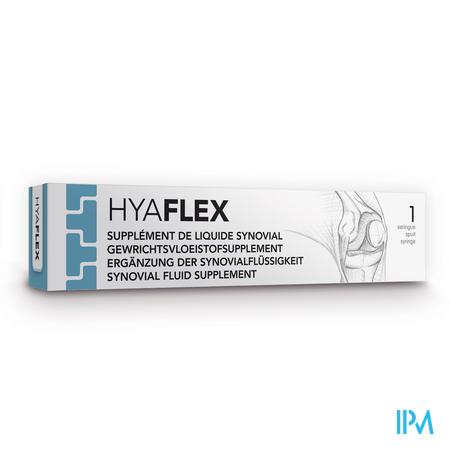 HYAFLEX
HYAFLEX
SUPPLÉMENT DE LIQUIDE SYNOVIAL
GEWRICHTSVLOEISTOFSUPPLEMENT
ERGÄNZUNG DER SYNOVIALFLÜSSIGKEIT
SYNOVIAL FLUID SUPPLEMENT
1
seringue
spuit
syringe
IPM